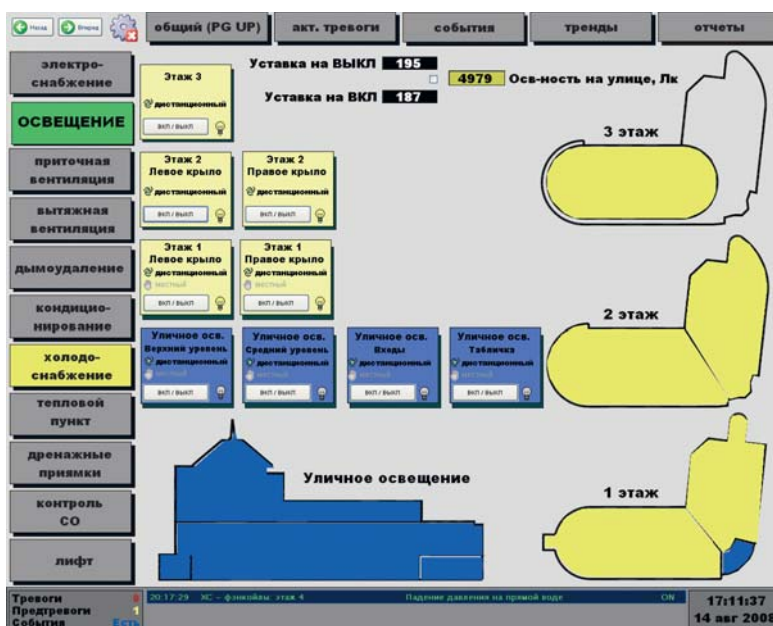 Назад
Вперед
общий (PG UP)
акт. тревоги
события
тренды
отчеты
электро-
снабжение
ОСВЕЩЕНИЕ
приточная
вентиляция
вытяжная
вентиляция
дымоудаление
кондицио-
нирование
холодо-
снабжение
тепловой
пункт
дренажные
приямки
контроль
CO
лифт
Уставка на ВЫКЛ 195
4979 Осв-ность на улице, Лк
Уставка на ВКЛ 187
Этаж 3
дистанционный
ВКЛ / ВЫКЛ
Этаж 2
Левое крыло
дистанционный
ВКЛ / ВЫКЛ
Этаж 2
Правое крыло
дистанционный
ВКЛ / ВЫКЛ
Этаж 1
Левое крыло
дистанционный
местный
ВКЛ / ВЫКЛ
Этаж 1
Правое крыло
дистанционный
местный
ВКЛ / ВЫКЛ
Уличное осв.
Верхний уровень
дистанционный
местный
ВКЛ / ВЫКЛ
Уличное осв.
Средний уровень
дистанционный
местный
ВКЛ / ВЫКЛ
Уличное осв.
Входы
дистанционный
местный
ВКЛ / ВЫКЛ
Уличное осв.
Табличка
дистанционный
местный
ВКЛ / ВЫКЛ
3 этаж
2 этаж
1 этаж
Уличное освещение
Тревоги
Предтревоги 1
События Есть
20:17:29 ХС - фэнкойлы: этаж 4 Падение давления на прямой воде ON
17:11:37
14 авг 2008